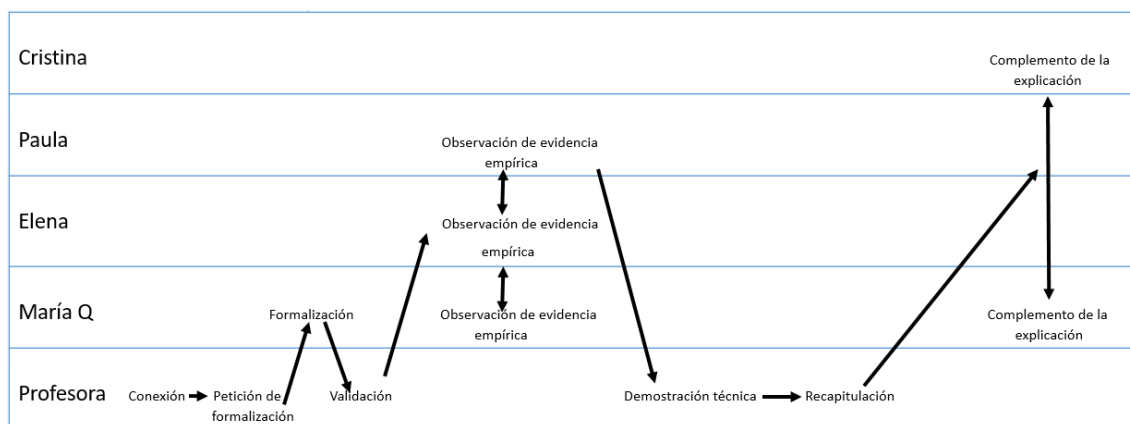 Cristina
Complemento de la
explicación
Paula
Observación de evidencia
empírica
Elena
Observación de evidencia
empírica
María Q
Formalización
Observación de evidencia
empírica
Complemento de la
explicación
Profesora
Conexión
Petición de
formalización
Validación
Demostración técnica
Recapitulación